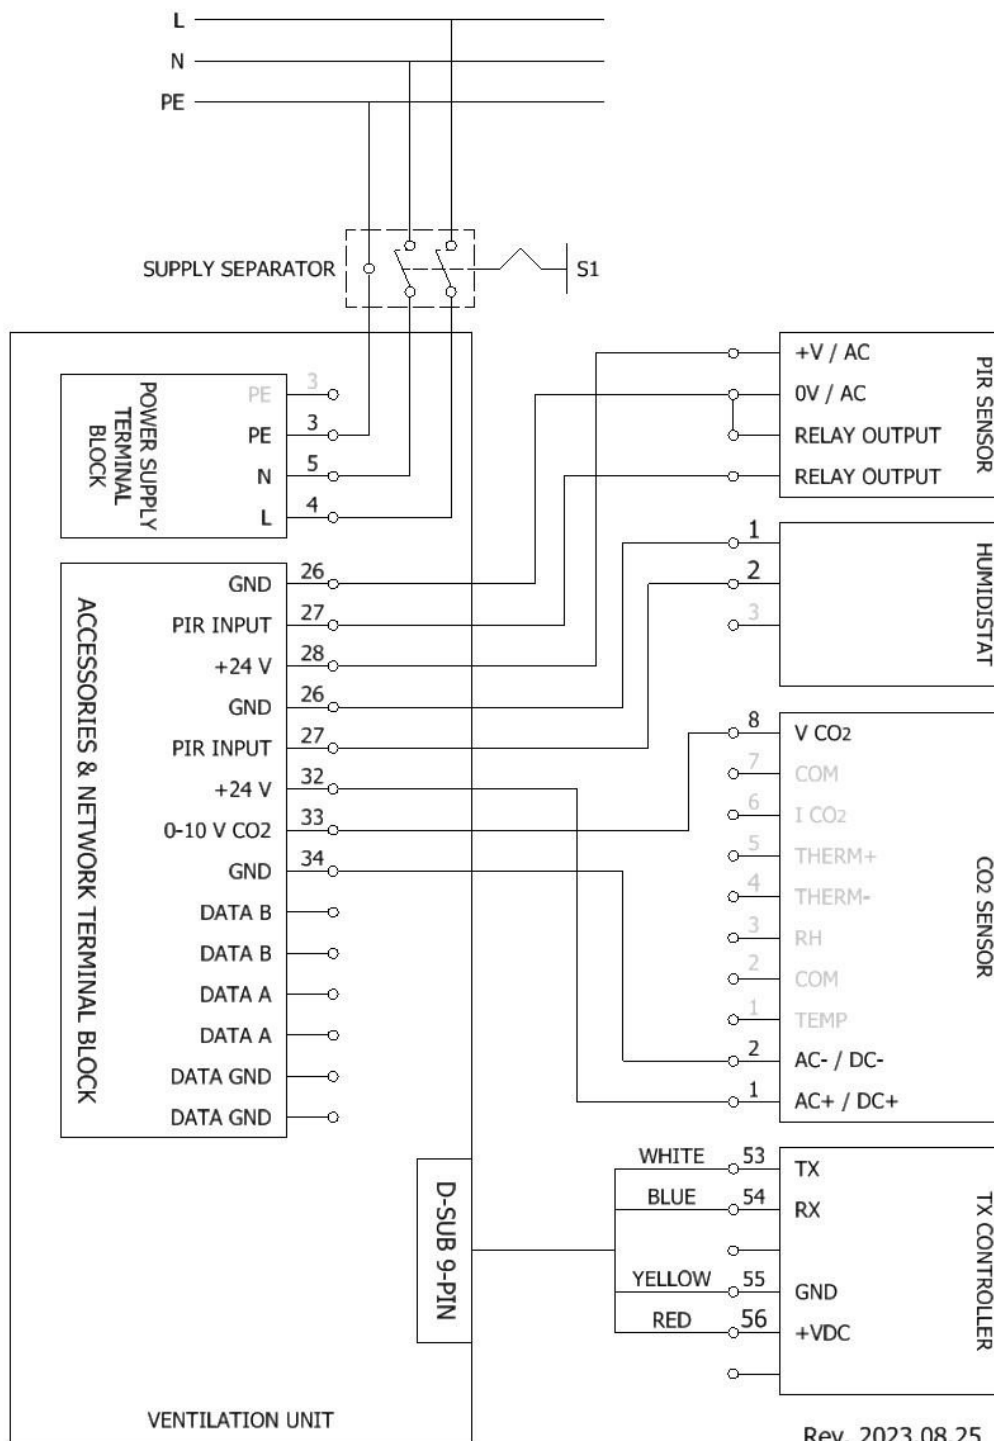 L
N
PE
SUPPLY SEPARATOR
S1
POWER SUPPLY
TERMINAL
BLOCK
PE 3
PE 3
N 5
L 4
ACCESSORIES & NETWORK TERMINAL BLOCK
GND 26
PIR INPUT 27
+24 V 28
GND 26
PIR INPUT 27
+24 V 32
0-10 V CO2 33
GND 34
DATA B
DATA B
DATA A
DATA A
DATA GND
DATA GND
D-SUB 9-PIN
VENTILATION UNIT
+V / AC
0V / AC
RELAY OUTPUT
RELAY OUTPUT
PIR SENSOR
1
2
3
HUMIDISTAT
8 V CO2
7 COM
6 I CO2
5 THERM+
4 THERM-
3 RH
2 COM
1 TEMP
2 AC- / DC-
1 AC+ / DC+
CO2 SENSOR
WHITE 53 TX
BLUE 54 RX
YELLOW 55 GND
RED 56 +VDC
TX CONTROLLER
Rev. 2023.08.25